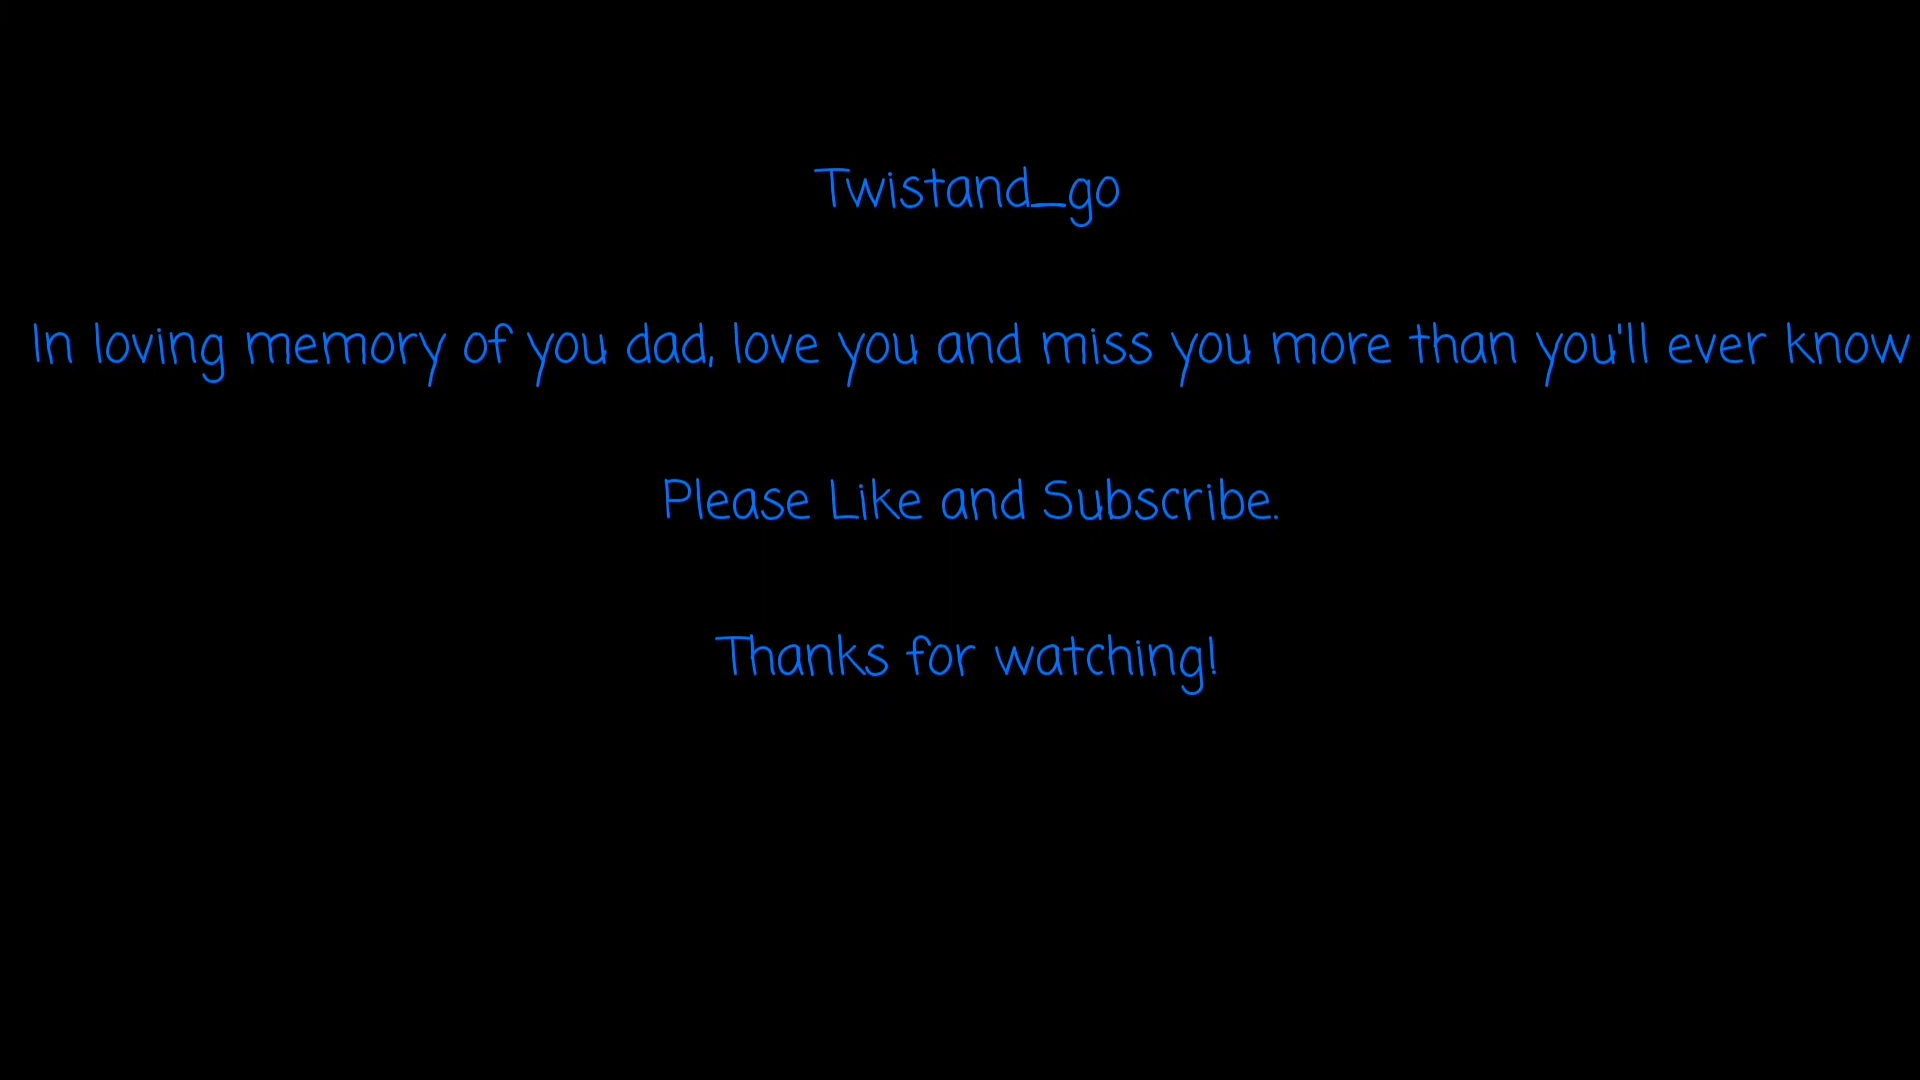 Twistand_go
In loving memory of you dad, love you and miss you more than you'll ever know
Please Like and Subscribe.
Thanks for watching!